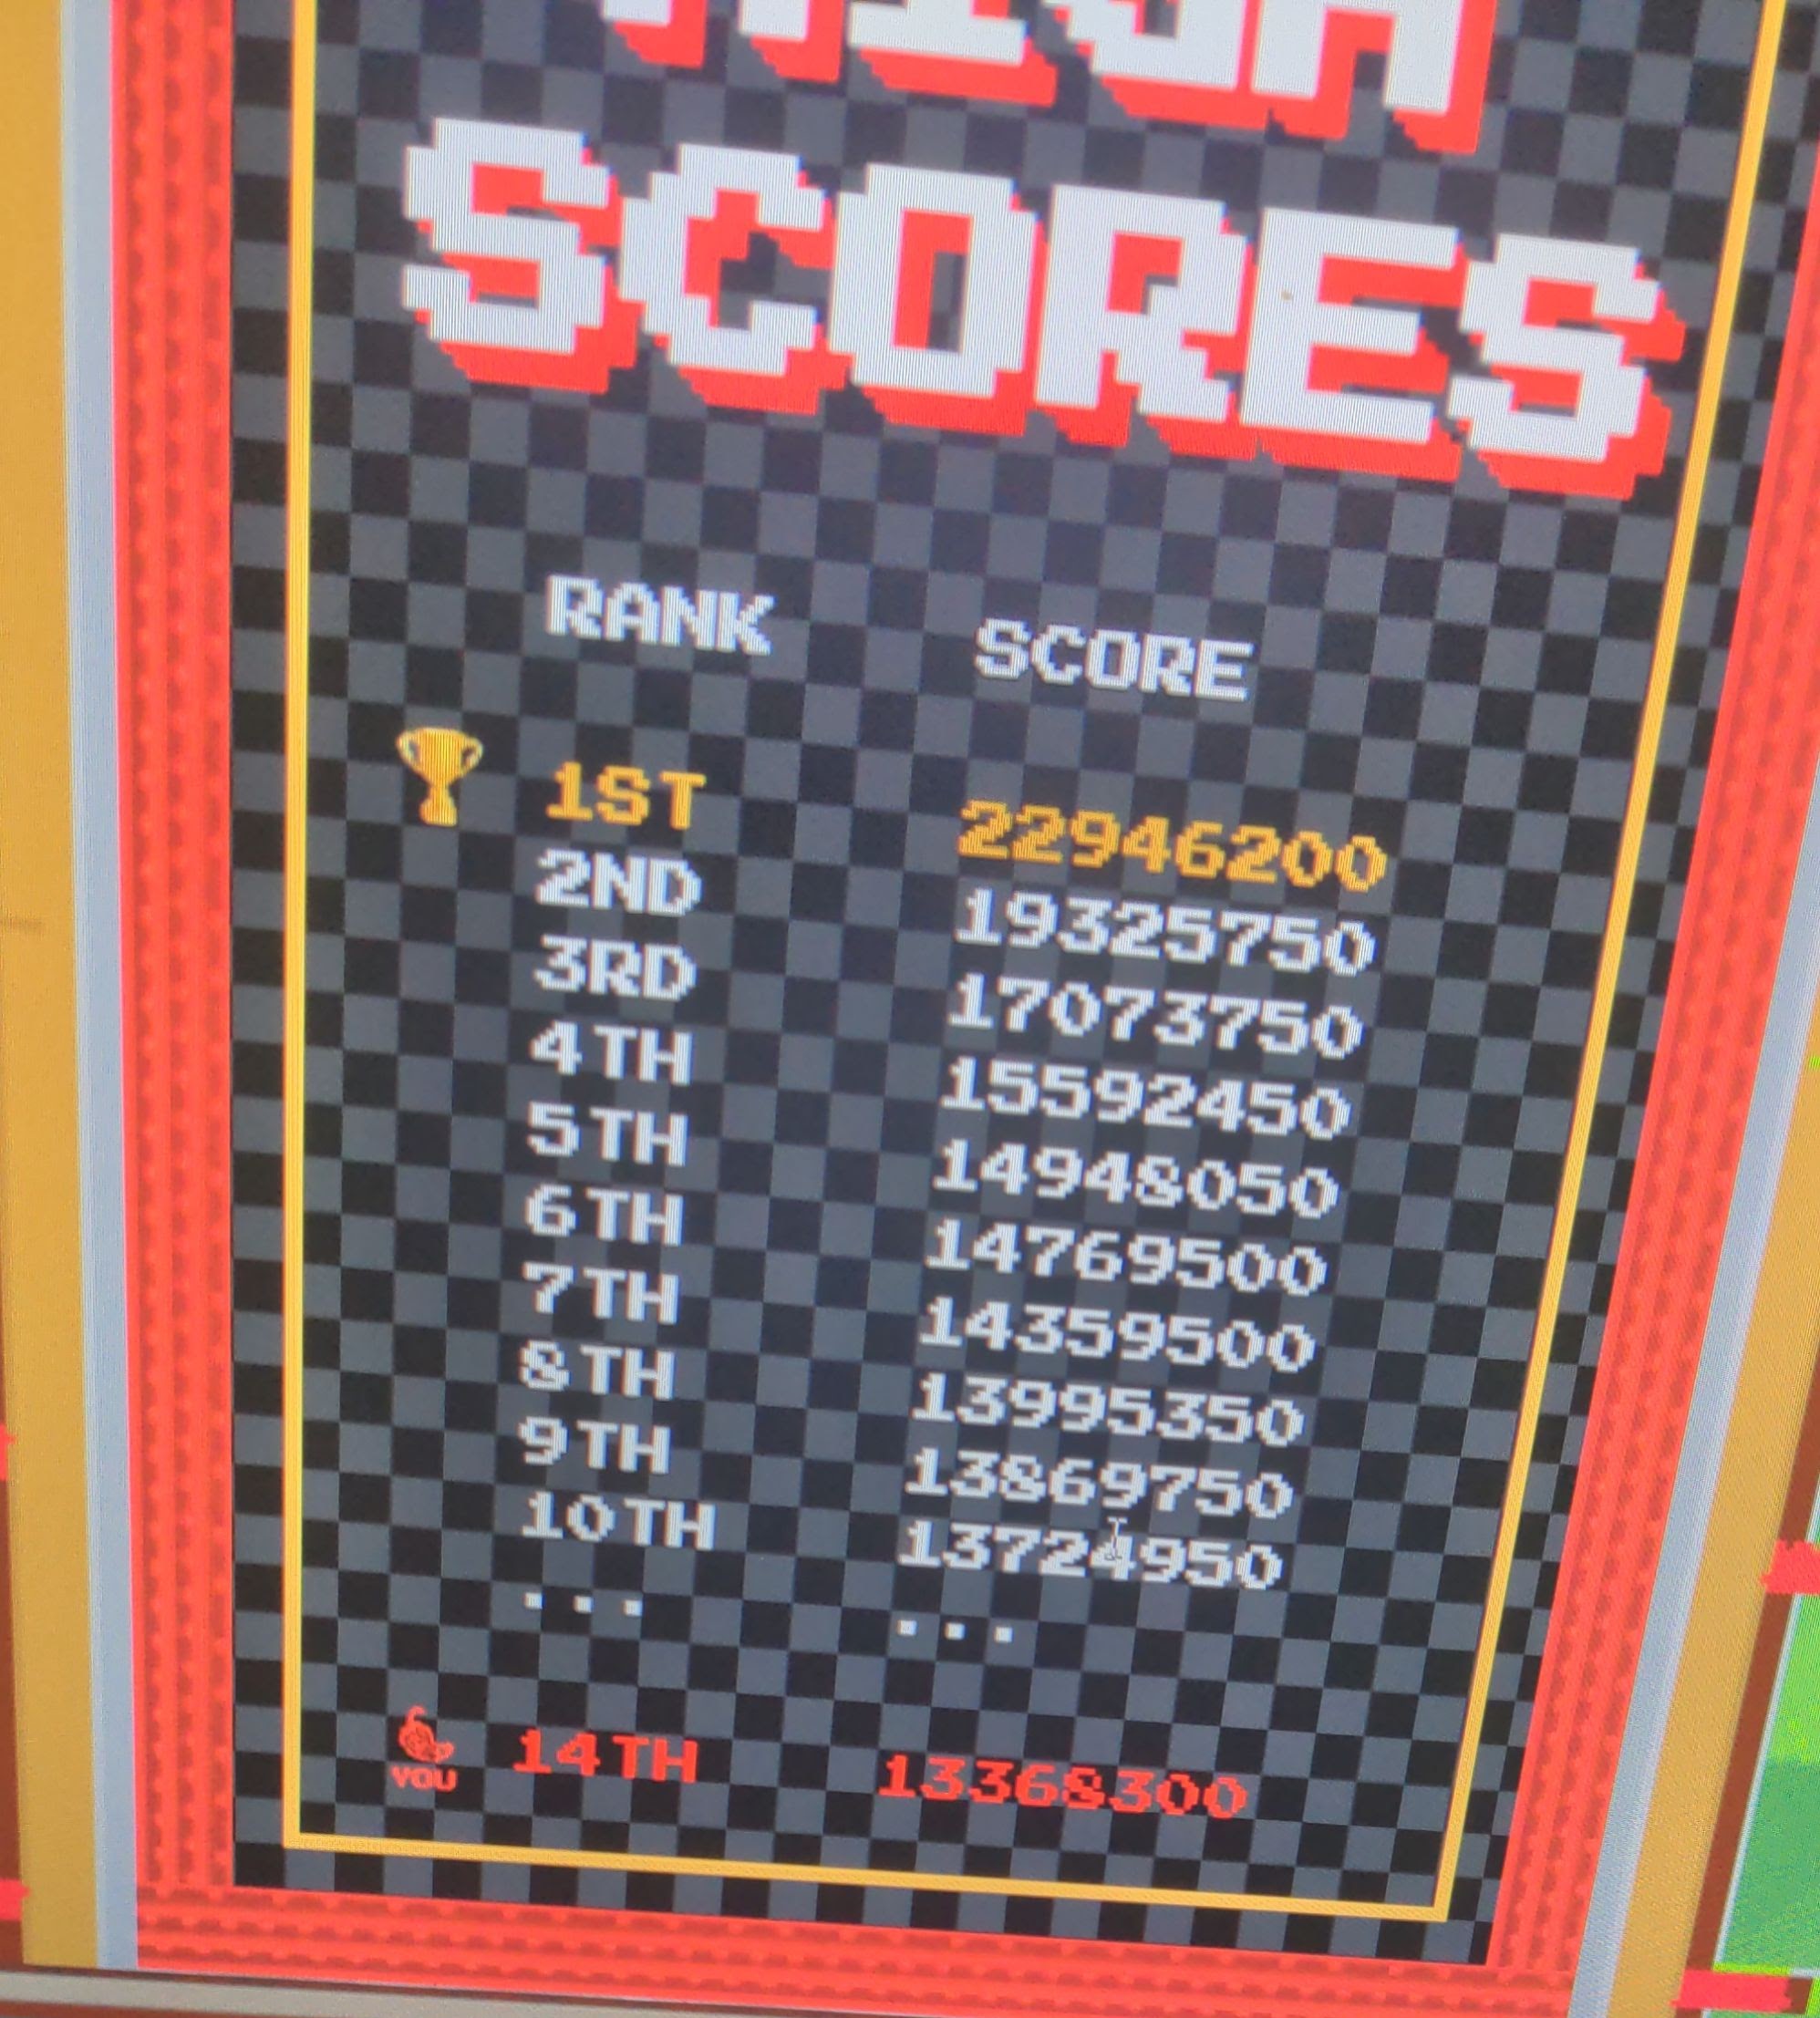 HIGH
SCORES
RANK SCORE
1ST 22946200
2ND 19325750
3RD 17073750
4TH 15592450
5TH 14948050
6TH 14769500
7TH 14359500
8TH 13995350
9TH 13869750
10TH 13724950
... ...
YOU 14TH 13368300